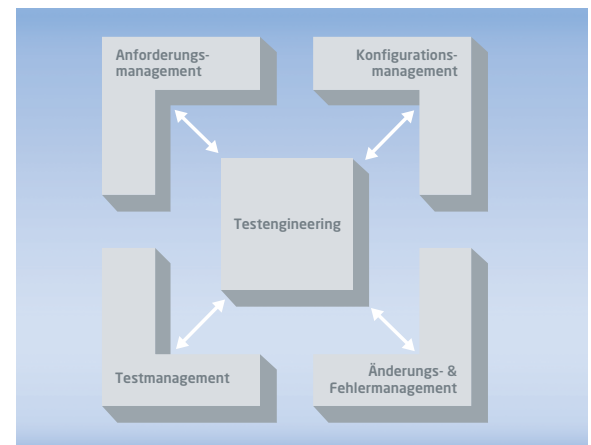 Anforderungs-
management
Konfigurations-
management
Testengineering
Testmanagement
Änderungs- &
Fehlermanagement